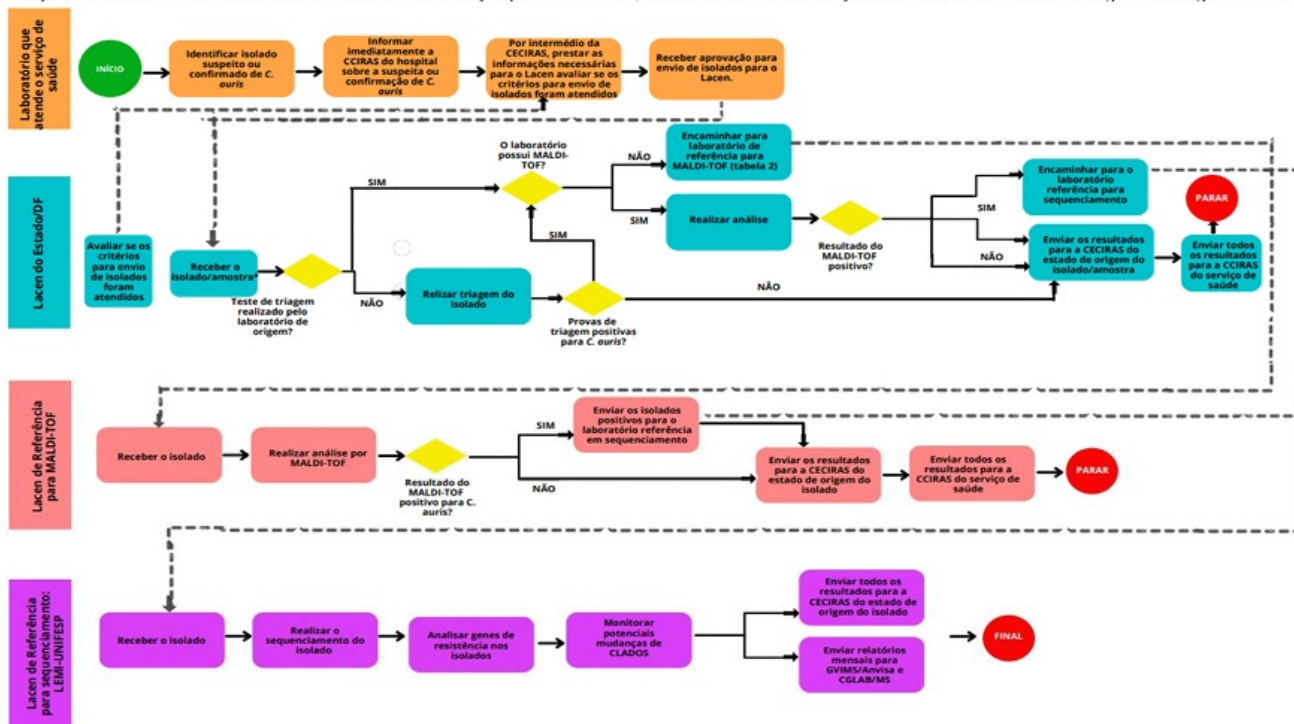 Laboratório que
atende o serviço de
saúde
INÍCIO
Identificar isolado
suspeito ou
confirmado de C.
auris
Informar
imediatamente a
CCIRAS do hospital
sobre a suspeita ou
confirmação de C.
auris
Por intermédio da
CECIRAS, prestar as
informações necessárias
para o Lacen avaliar se os
critérios para envio de
isolados foram atendidos
Receber aprovação para
envio de isolados para o
Lacen.
Lacen do Estado/DF
Avaliar se os
critérios
para envio
de isolados
foram
atendidos
Receber o
isolado/amostra*
Teste de triagem
realizado pelo
laboratório de
origem?
SIM
NÃO
Relizar triagem do
isolado
Provas de
triagem positivas
para C. auris?
SIM
NÃO
O laboratório
possui MALDI-
TOF?
NÃO
SIM
Encaminhar para
laboratório de
referência para
MALDI-TOF (tabela 2)
Realizar análise
Resultado do
MALDI-TOF
positivo?
SIM
NÃO
Encaminhar para o
laboratório
referência para
sequenciamento
Enviar os resultados
para a CECIRAS do
estado de origem do
isolado/amostra
PARAR
Enviar todos
os resultados
para a CCIRAS
do serviço de
saúde
Lacen de Referência
para MALDI-TOF
Receber o isolado
Realizar análise por
MALDI-TOF
Resultado do
MALDI-TOF
positivo para C.
auris?
SIM
NÃO
Enviar os isolados
positivos para o
laboratório referência
em sequenciamento
Enviar os resultados
para a CECIRAS do
estado de origem do
isolado
Enviar todos os
resultados para a
CCIRAS do serviço de
saúde
PARAR
Lacen de Referência
para sequenciamento:
LEMI-UNIFESP
Receber o isolado
Realizar o
sequenciamento do
isolado
Analisar genes de
resistência nos
isolados
Monitorar
potenciais
mudanças de
CLADOS
Enviar todos os
resultados para a
CECIRAS do estado de
origem do isolado
Enviar relatórios
mensais para
GVIMS/Anvisa e
CGLAB/MS
FINAL